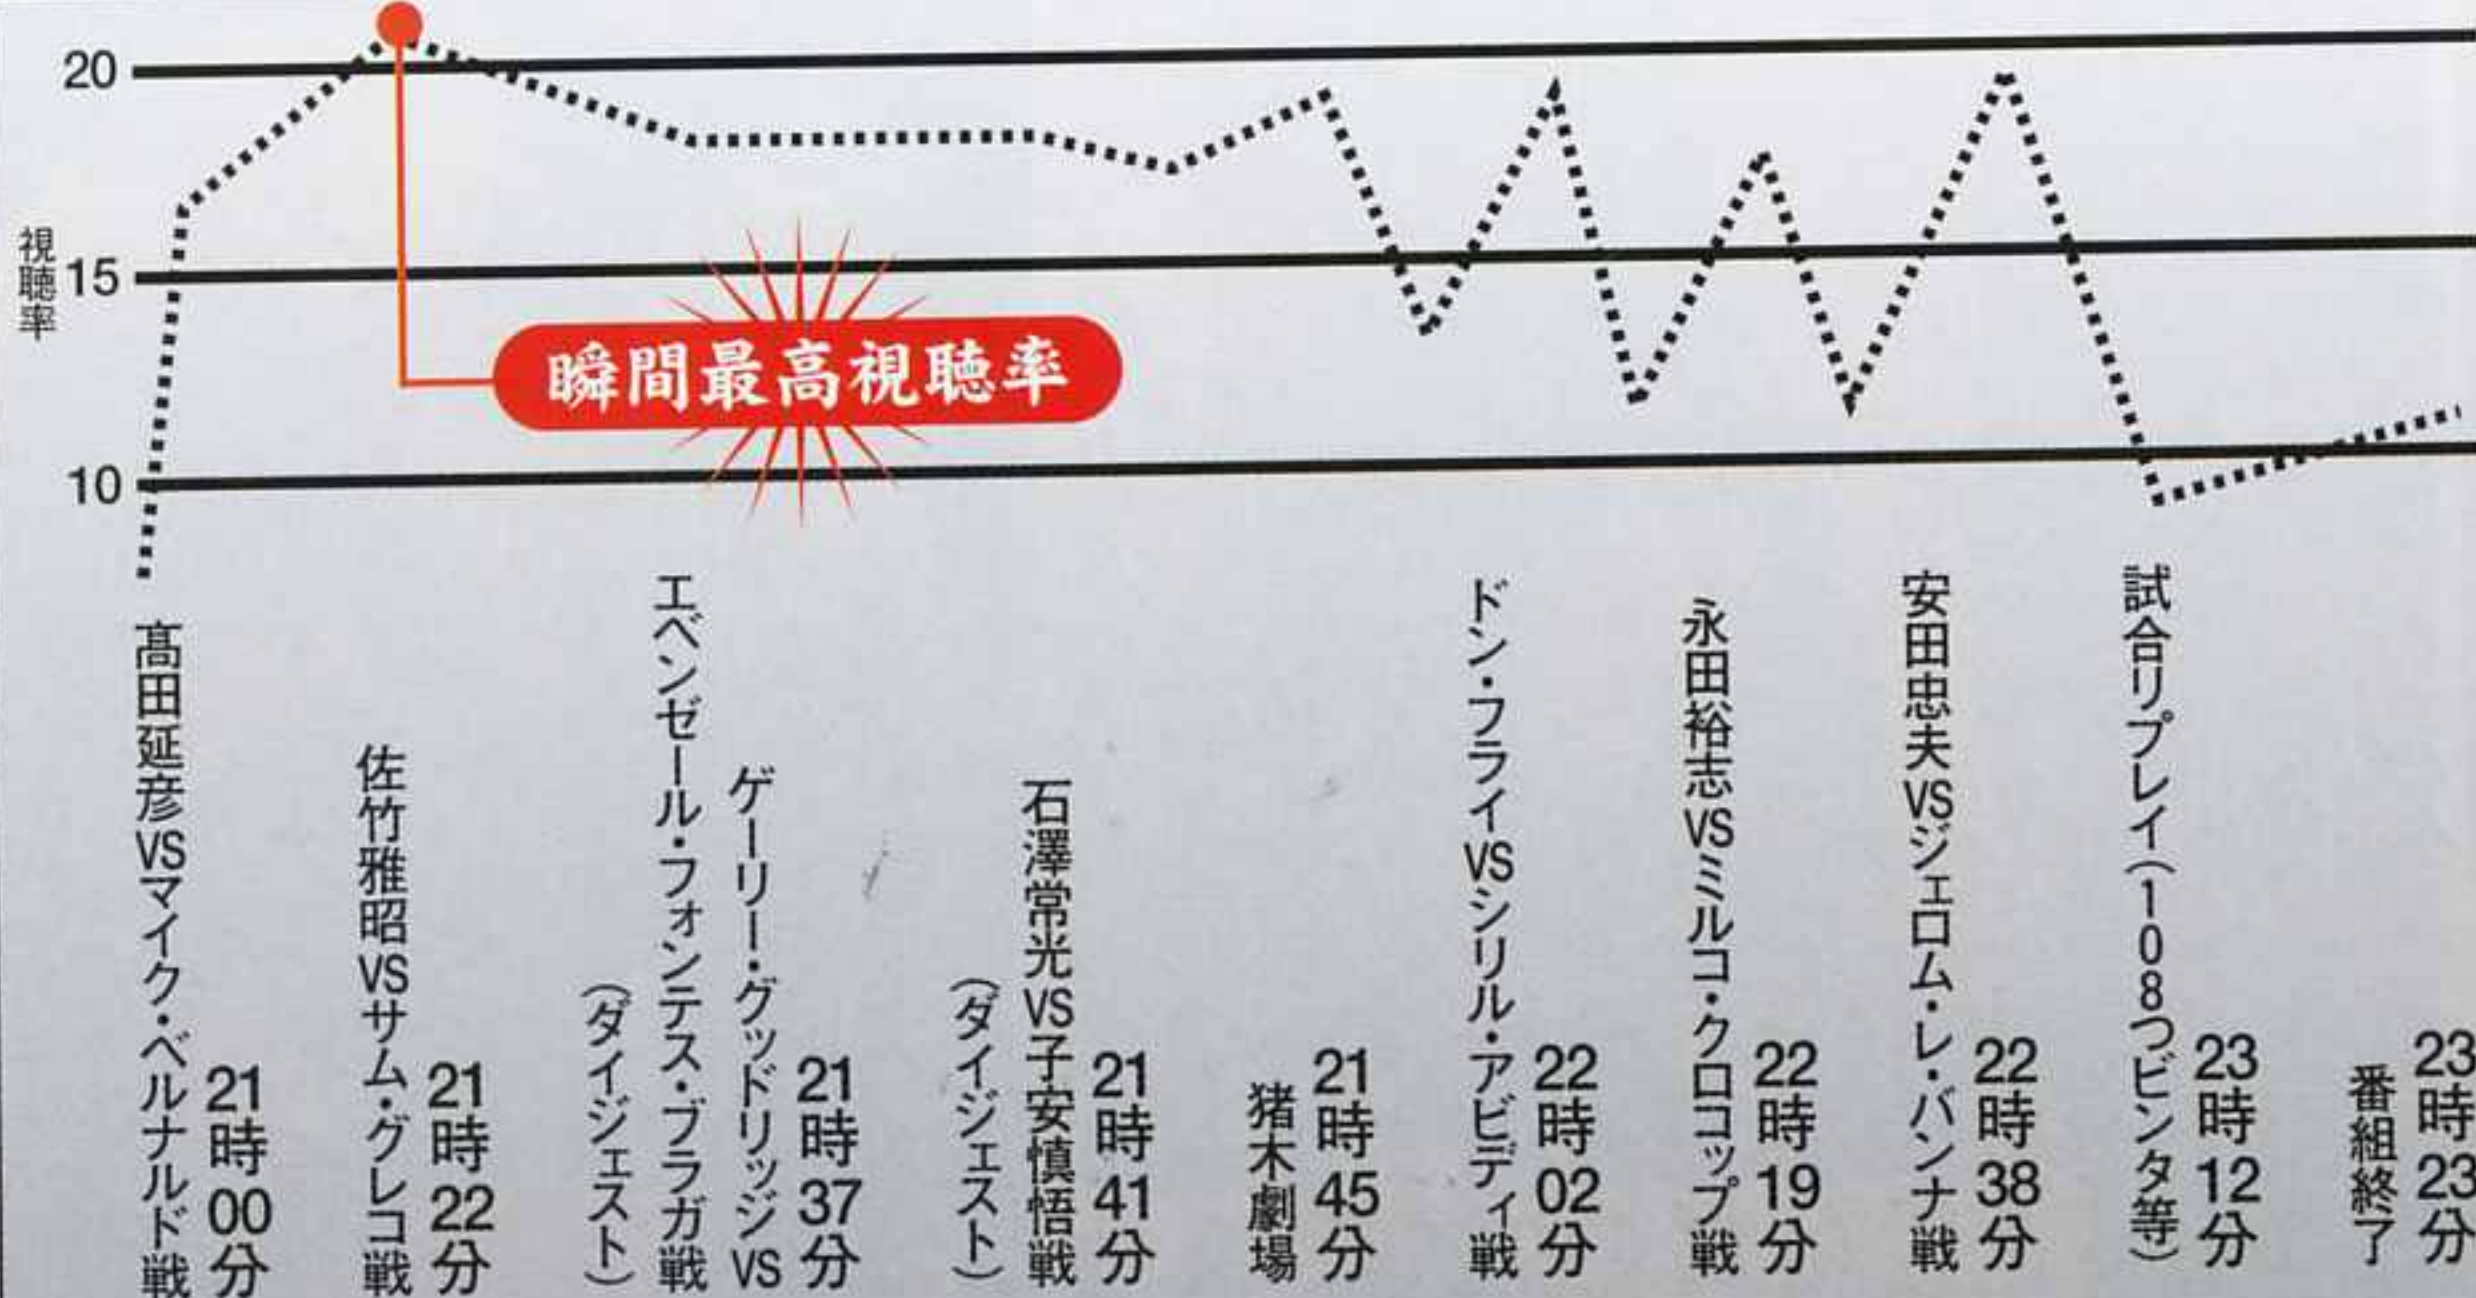 視聴率
20
15
10
瞬間最高視聴率
21時00分
髙田延彦VSマイク・ベルナルド戦
21時22分
佐竹雅昭VSサム・グレコ戦
21時37分
ゲーリー・グッドリッジVS
エベンゼール・フォンテス・ブラガ戦
(ダイジェスト)
21時41分
石澤常光VS子安慎悟戦
(ダイジェスト)
21時45分
猪木劇場
22時02分
ドン・フライVSシリル・アビディ戦
22時19分
永田裕志VSミルコ・クロコップ戦
22時38分
安田忠夫VSジェロム・レ・バンナ戦
23時12分
試合リプレイ(108つビンタ等)
23時23分
番組終了